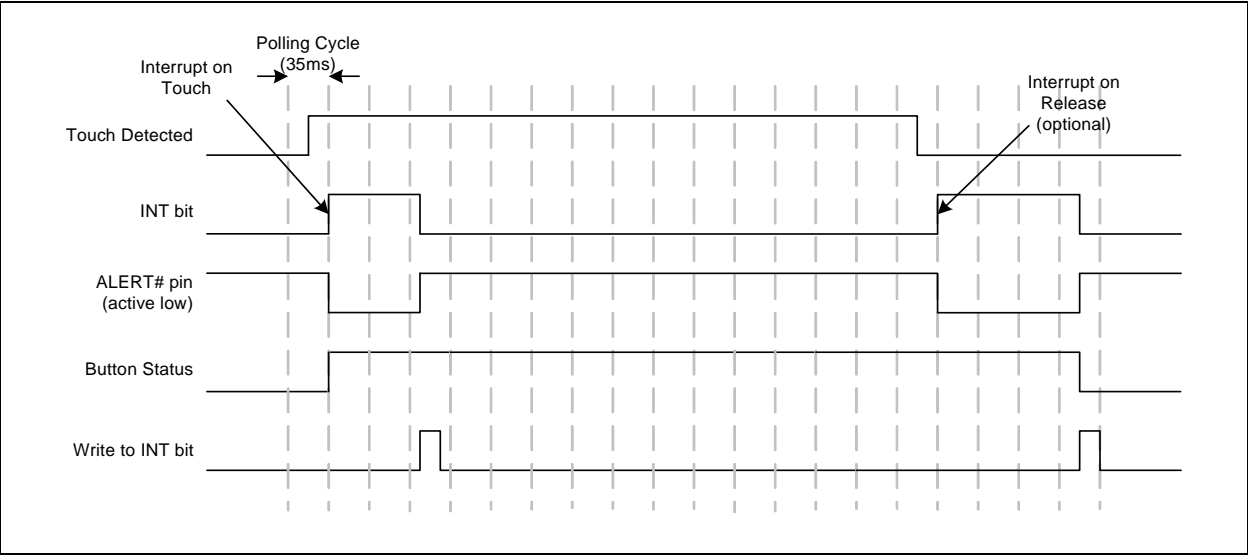 Polling Cycle
(35ms)
Interrupt on
Touch
Interrupt on
Release
(optional)
Touch Detected
INT bit
ALERT# pin
(active low)
Button Status
Write to INT bit